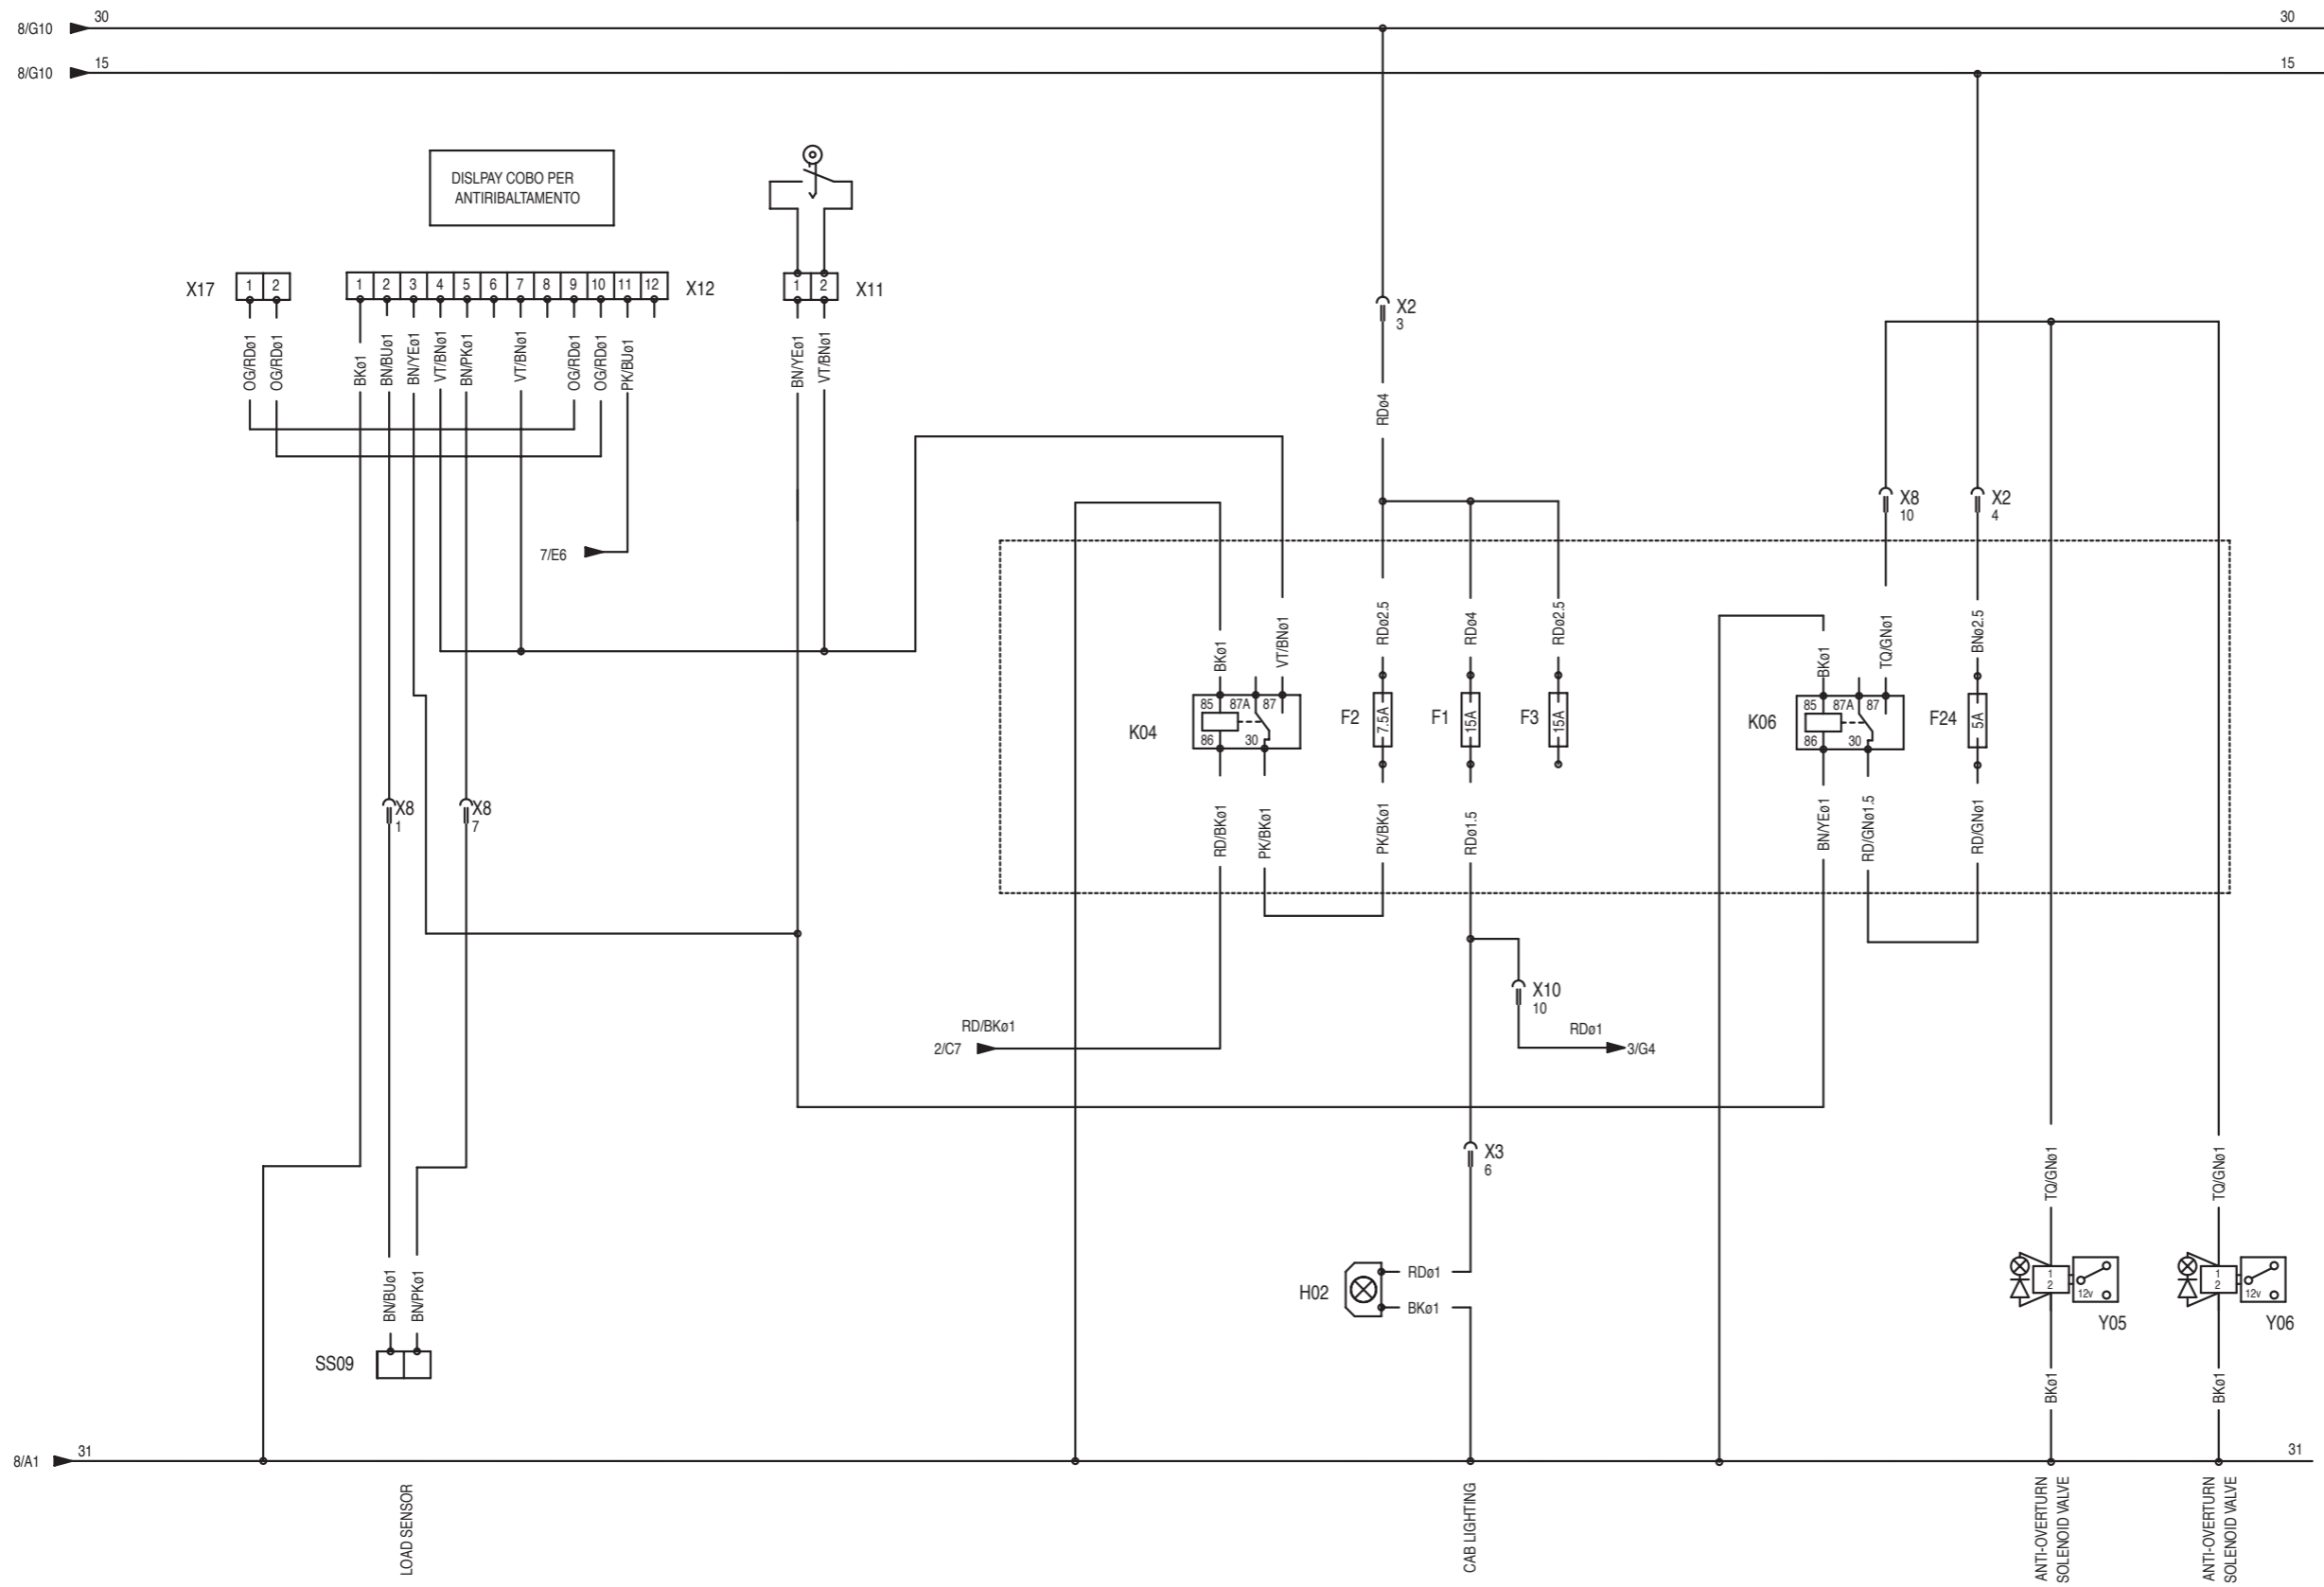 30
30
8/G10
15
15
8/G10
DISLPAY COBO PER
ANTIRIBALTAMENTO
X17
1 2
1 2 3 4 5 6 7 8 9 10 11 12
X12
1 2
X11
OG/RDø1
OG/RDø1
BKø1
BN/BUø1
BN/YEø1
VT/BNø1
BN/PKø1
VT/BNø1
OG/RDø1
OG/RDø1
PK/BUø1
BN/YEø1
VT/BNø1
X2
3
RDø4
X8
10
X2
4
7/E6
BKø1
VT/BNø1
RDø2.5
RDø4
RDø2.5
BKø1
TQ/GNø1
BNø2.5
K04
85 87A 87
86 30
F2
7.5A
F1
15A
F3
15A
K06
85 87A 87
86 30
F24
5A
X8
1
X8
7
RD/BKø1
PK/BKø1
PK/BKø1
RDø1.5
BN/YEø1
RD/GNø1.5
RD/GNø1
X10
10
RD/BKø1
2/C7
RDø1
3/G4
X3
6
TQ/GNø1
TQ/GNø1
BN/BUø1
BN/PKø1
H02
RDø1
BKø1
1
2
12v
Y05
1
2
12v
Y06
SS09
BKø1
BKø1
8/A1
31
31
LOAD SENSOR
CAB LIGHTING
ANTI-OVERTURN
SOLENOID VALVE
ANTI-OVERTURN
SOLENOID VALVE